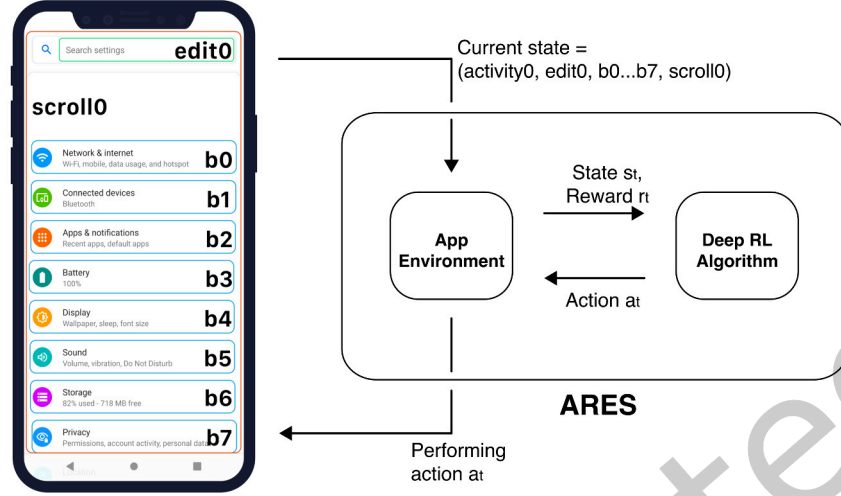 Search settings
edit0
scroll0
Network & internet
Wi-Fi, mobile, data usage, and hotspot
b0
Connected devices
Bluetooth
b1
Apps & notifications
Recent apps, default apps
b2
Battery
100%
b3
Display
Wallpaper, sleep, font size
b4
Sound
Volume, vibration, Do Not Disturb
b5
Storage
82% used - 718 MB free
b6
Privacy
Permissions, account activity, personal data
b7
Current state =
(activity0, edit0, b0...b7, scroll0)
State st,
Reward rt
App
Environment
Deep RL
Algorithm
Action at
ARES
Performing
action at